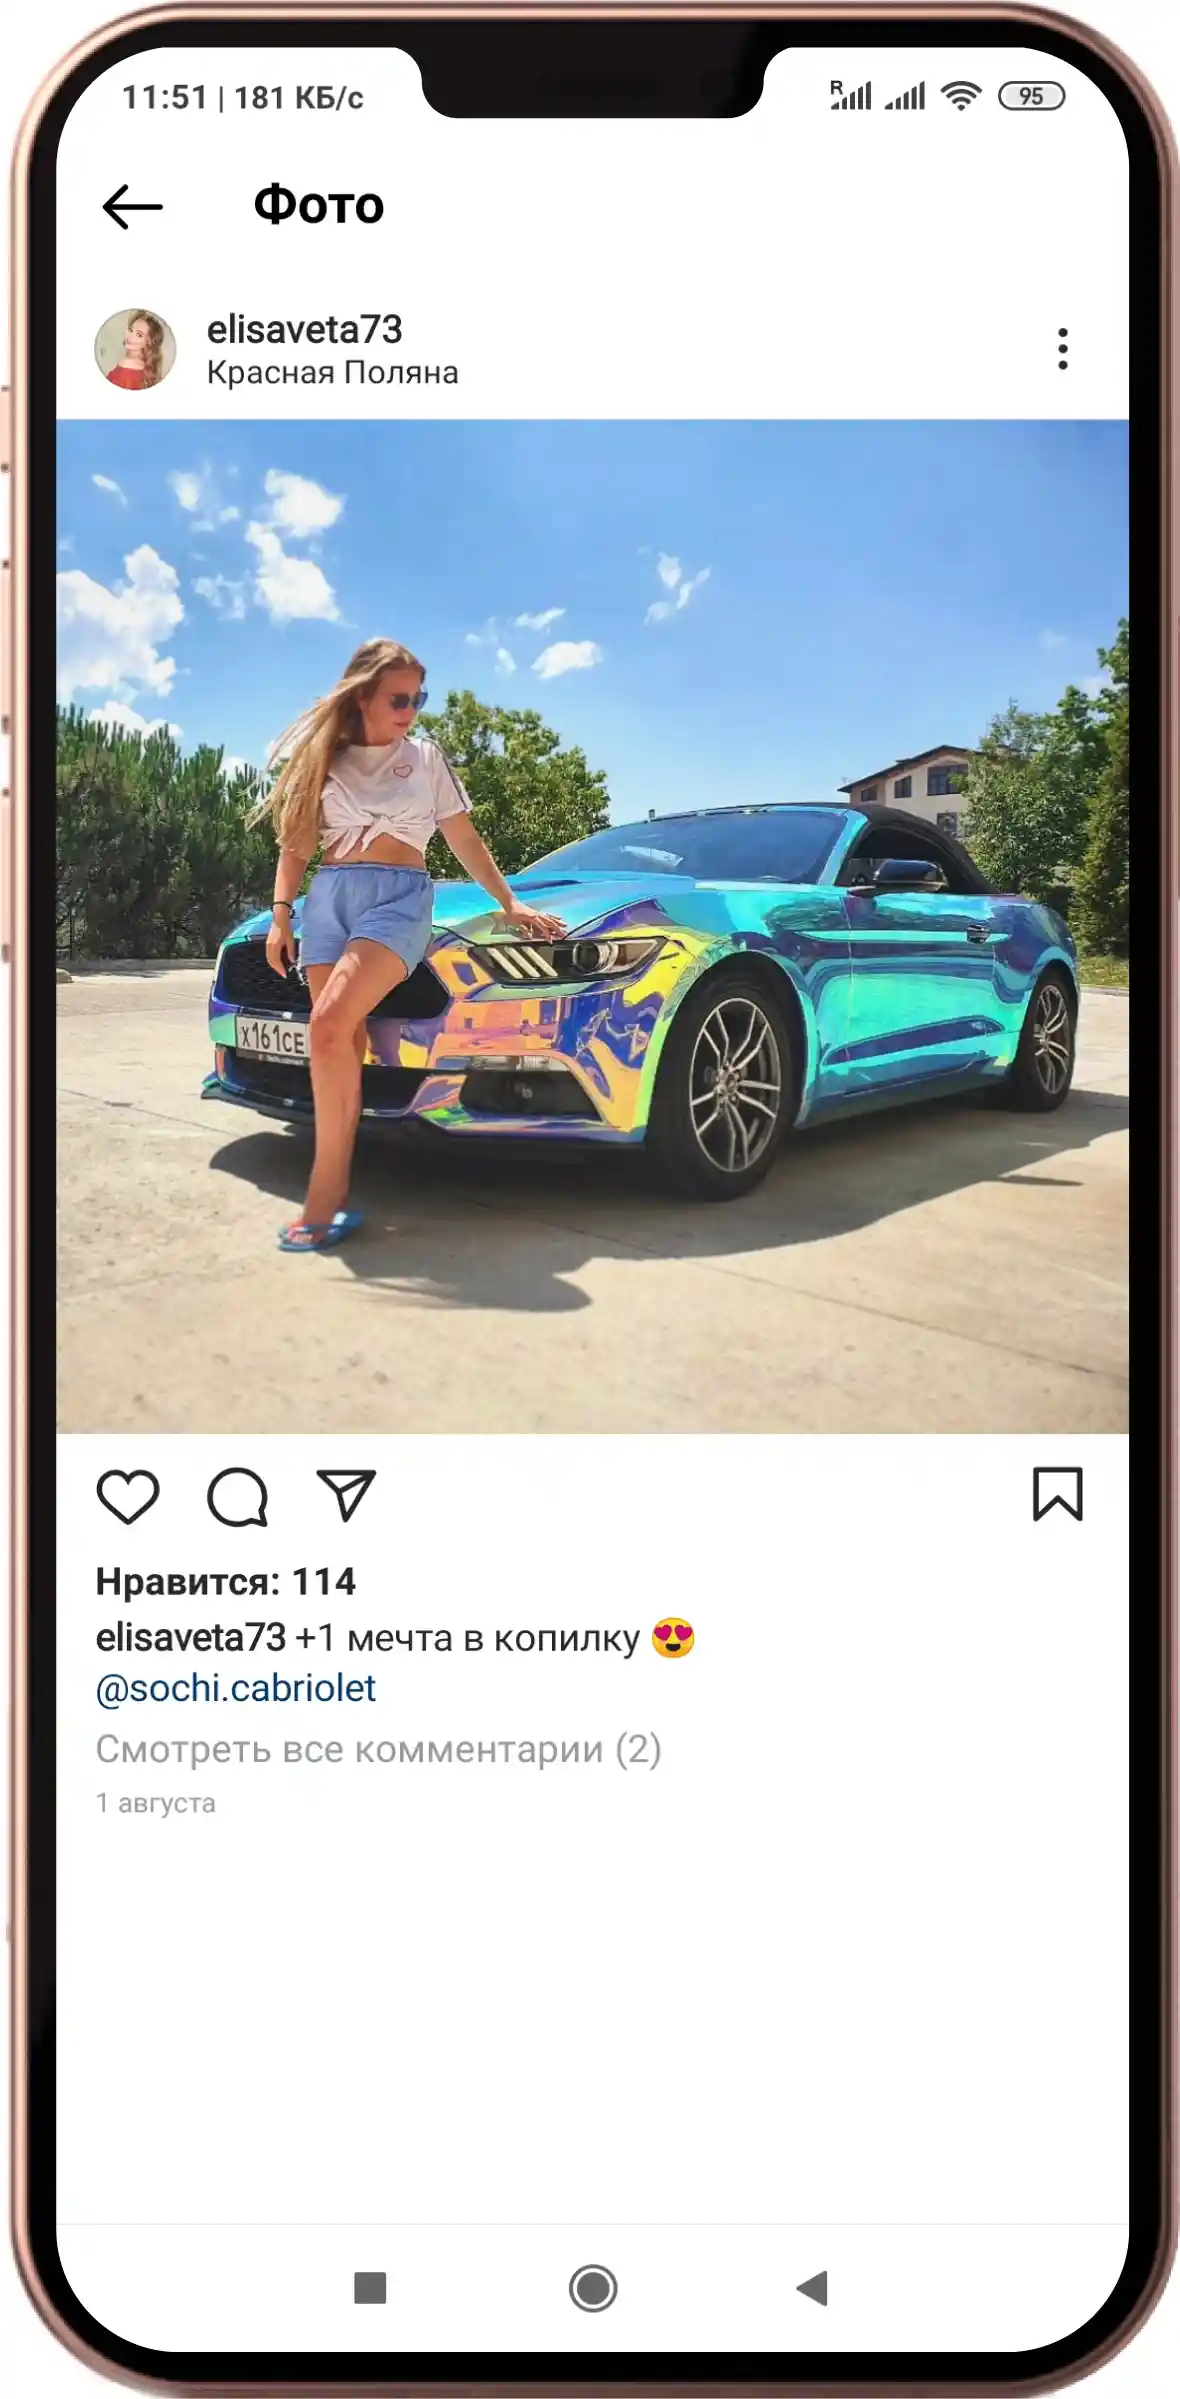 11:51 | 181 КБ/с
R
95
Фото
elisaveta73
Красная Поляна
х161СЕ
Нравится: 114
elisaveta73 +1 мечта в копилку 😍
@sochi.cabriolet
Смотреть все комментарии (2)
1 августа